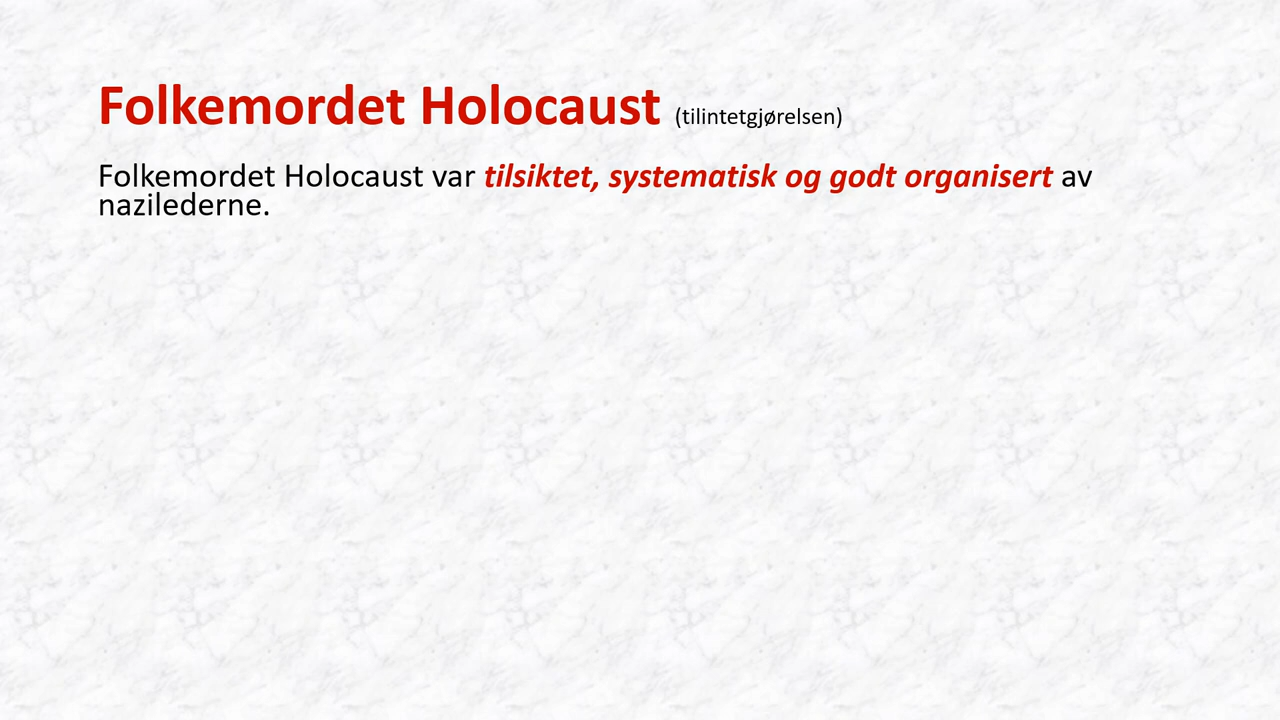 Folkemordet Holocaust (tilintetgjørelsen)
Folkemordet Holocaust var tilsiktet, systematisk og godt organisert av
nazilederne.